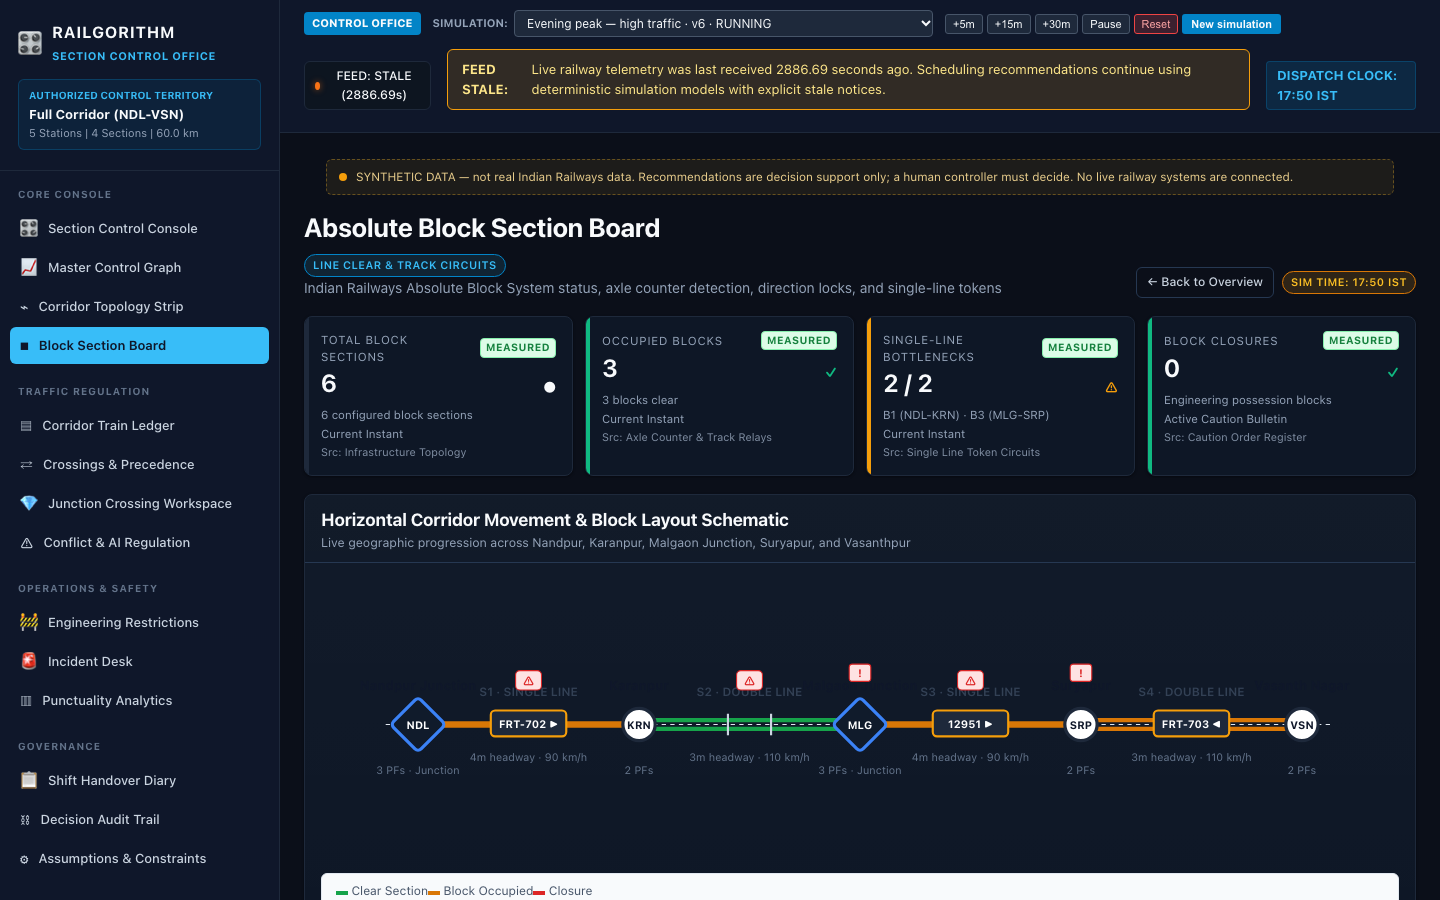 RAILGORITHM
SECTION CONTROL OFFICE
AUTHORIZED CONTROL TERRITORY
Full Corridor (NDL-VSN)
5 Stations | 4 Sections | 60.0 km
CORE CONSOLE
Section Control Console
Master Control Graph
Corridor Topology Strip
Block Section Board
TRAFFIC REGULATION
Corridor Train Ledger
Crossings & Precedence
Junction Crossing Workspace
Conflict & AI Regulation
OPERATIONS & SAFETY
Engineering Restrictions
Incident Desk
Punctuality Analytics
GOVERNANCE
Shift Handover Diary
Decision Audit Trail
Assumptions & Constraints
CONTROL OFFICE
SIMULATION:
Evening peak — high traffic · v6 · RUNNING
+5m
+15m
+30m
Pause
Reset
New simulation
FEED: STALE
(2886.69s)
FEED
STALE:
Live railway telemetry was last received 2886.69 seconds ago. Scheduling recommendations continue using
deterministic simulation models with explicit stale notices.
DISPATCH CLOCK:
17:50 IST
SYNTHETIC DATA — not real Indian Railways data. Recommendations are decision support only; a human controller must decide. No live railway systems are connected.
Absolute Block Section Board
LINE CLEAR & TRACK CIRCUITS
Indian Railways Absolute Block System status, axle counter detection, direction locks, and single-line tokens
← Back to Overview
SIM TIME: 17:50 IST
TOTAL BLOCK
SECTIONS
MEASURED
6
6 configured block sections
Current Instant
Src: Infrastructure Topology
OCCUPIED BLOCKS
MEASURED
3
3 blocks clear
Current Instant
Src: Axle Counter & Track Relays
SINGLE-LINE
BOTTLENECKS
MEASURED
2 / 2
B1 (NDL-KRN) · B3 (MLG-SRP)
Current Instant
Src: Single Line Token Circuits
BLOCK CLOSURES
MEASURED
0
Engineering possession blocks
Active Caution Bulletin
Src: Caution Order Register
Horizontal Corridor Movement & Block Layout Schematic
Live geographic progression across Nandpur, Karanpur, Malgaon Junction, Suryapur, and Vasanthpur
S1 · SINGLE LINE
S2 · DOUBLE LINE
!
S3 · SINGLE LINE
!
S4 · DOUBLE LINE
NDL
FRT-702 ▶
KRN
MLG
12951 ▶
SRP
FRT-703 ◀
VSN
4m headway · 90 km/h
3m headway · 110 km/h
4m headway · 90 km/h
3m headway · 110 km/h
3 PFs · Junction
2 PFs
3 PFs · Junction
2 PFs
2 PFs
Clear Section
Block Occupied
Closure